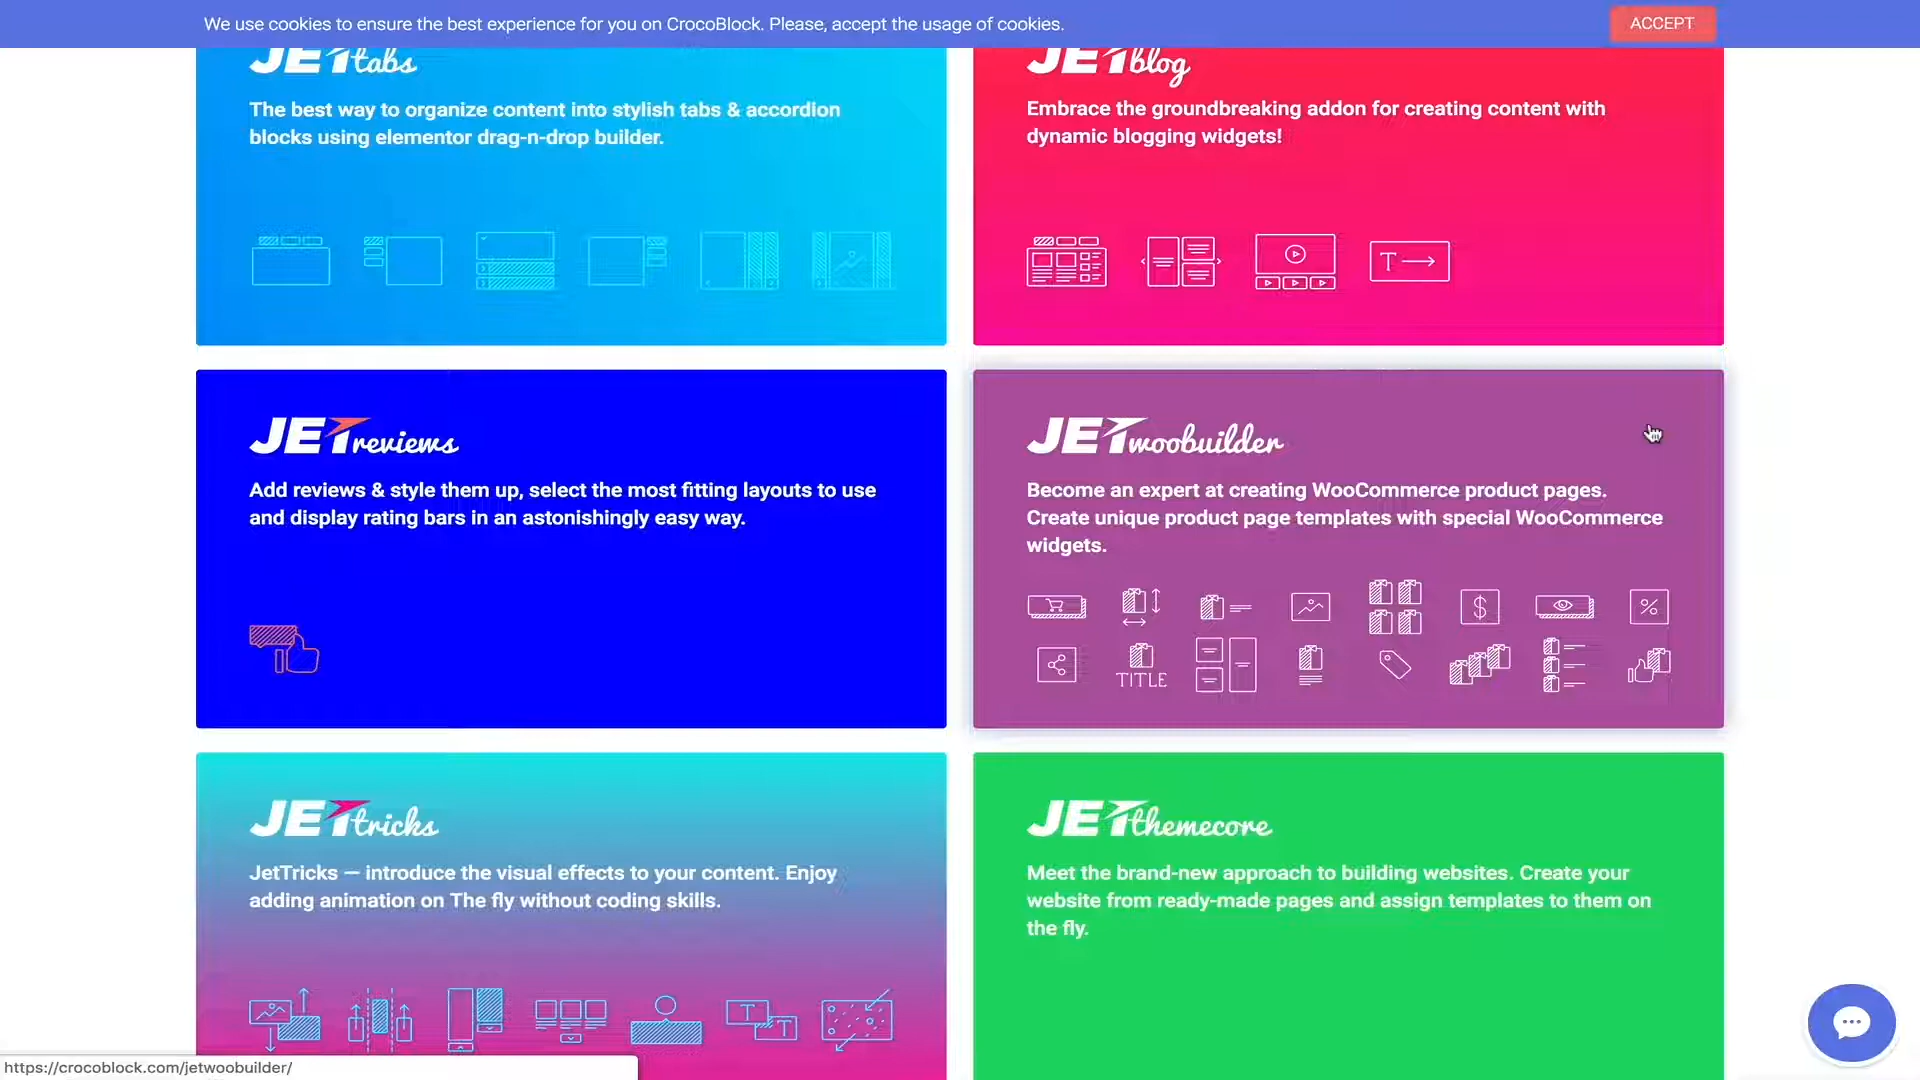 We use cookies to ensure the best experience for you on CrocoBlock. Please, accept the usage of cookies.
ACCEPT
JETtabs
The best way to organize content into stylish tabs & accordion
blocks using elementor drag-n-drop builder.
JETblog
Embrace the groundbreaking addon for creating content with
dynamic blogging widgets!
T
JETreviews
Add reviews & style them up, select the most fitting layouts to use
and display rating bars in an astonishingly easy way.
JETwoobuilder
Become an expert at creating WooCommerce product pages.
Create unique product page templates with special WooCommerce
widgets.
$
%
TITLE
JETtricks
JetTricks — introduce the visual effects to your content. Enjoy
adding animation on The fly without coding skills.
T
T
JETthemecore
Meet the brand-new approach to building websites. Create your
website from ready-made pages and assign templates to them on
the fly.
https://crocoblock.com/jetwoobuilder/